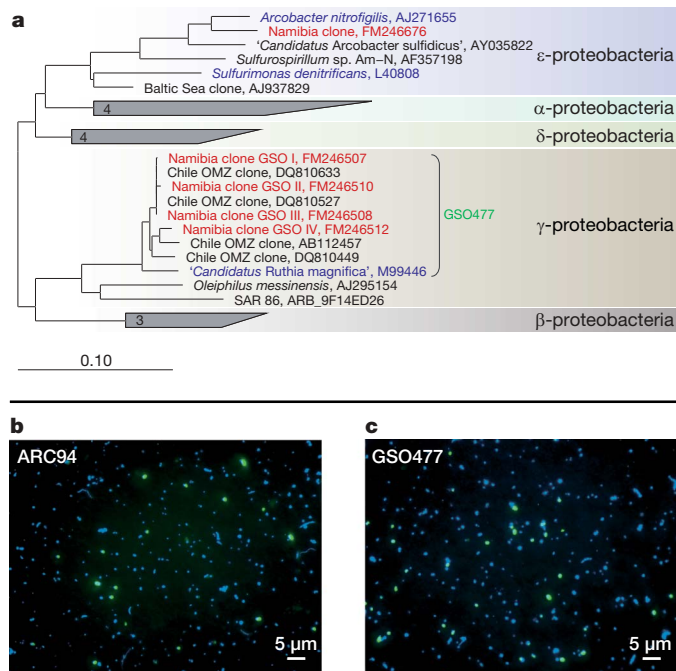 a
Arcobacter nitrofigilis, AJ271655
Namibia clone, FM246676
‘Candidatus Arcobacter sulfidicus’, AY035822
Sulfurospirillum sp. Am–N, AF357198
Sulfurimonas denitrificans, L40808
Baltic Sea clone, AJ937829
ε-proteobacteria
4
α-proteobacteria
4
δ-proteobacteria
Namibia clone GSO I, FM246507
Chile OMZ clone, DQ810633
Namibia clone GSO II, FM246510
Chile OMZ clone, DQ810527
Namibia clone GSO III, FM246508
Namibia clone GSO IV, FM246512
Chile OMZ clone, AB112457
Chile OMZ clone, DQ810449
‘Candidatus Ruthia magnifica’, M99446
GSO477
γ-proteobacteria
Oleiphilus messinensis, AJ295154
SAR 86, ARB_9F14ED26
3
β-proteobacteria
0.10
b
ARC94
5 μm
c
GSO477
5 μm